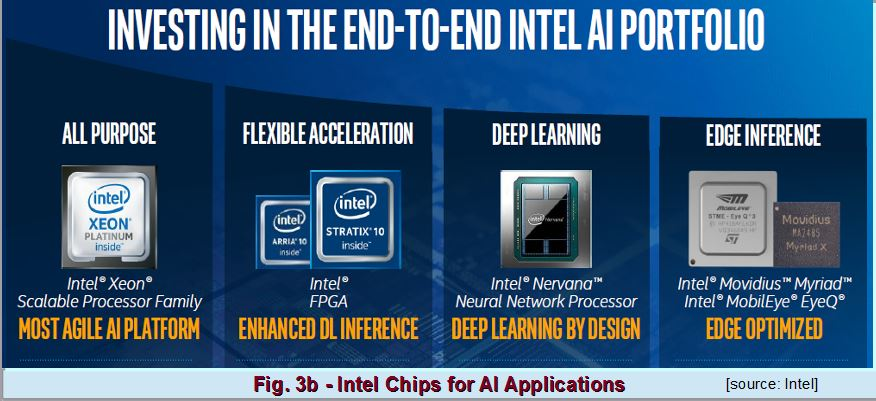 INVESTING IN THE END-TO-END INTEL AI PORTFOLIO
ALL PURPOSE
intel®
XEON®
PLATINUM
inside™
Intel® Xeon®
Scalable Processor Family
MOST AGILE AI PLATFORM
FLEXIBLE ACCELERATION
intel®
ARRIA® 10
inside™
intel®
STRATIX® 10
inside™
Intel®
FPGA
ENHANCED DL INFERENCE
DEEP LEARNING
intel Nervana™
Intel® Nervana™
Neural Network Processor
DEEP LEARNING BY DESIGN
EDGE INFERENCE
MOBILEYE
STME - Eye Q®3
ST
Movidius
MA2485
Myriad X
Intel® Movidius™ Myriad™
Intel® MobilEye® EyeQ®
EDGE OPTIMIZED
Fig. 3b - Intel Chips for AI Applications
[source: Intel]